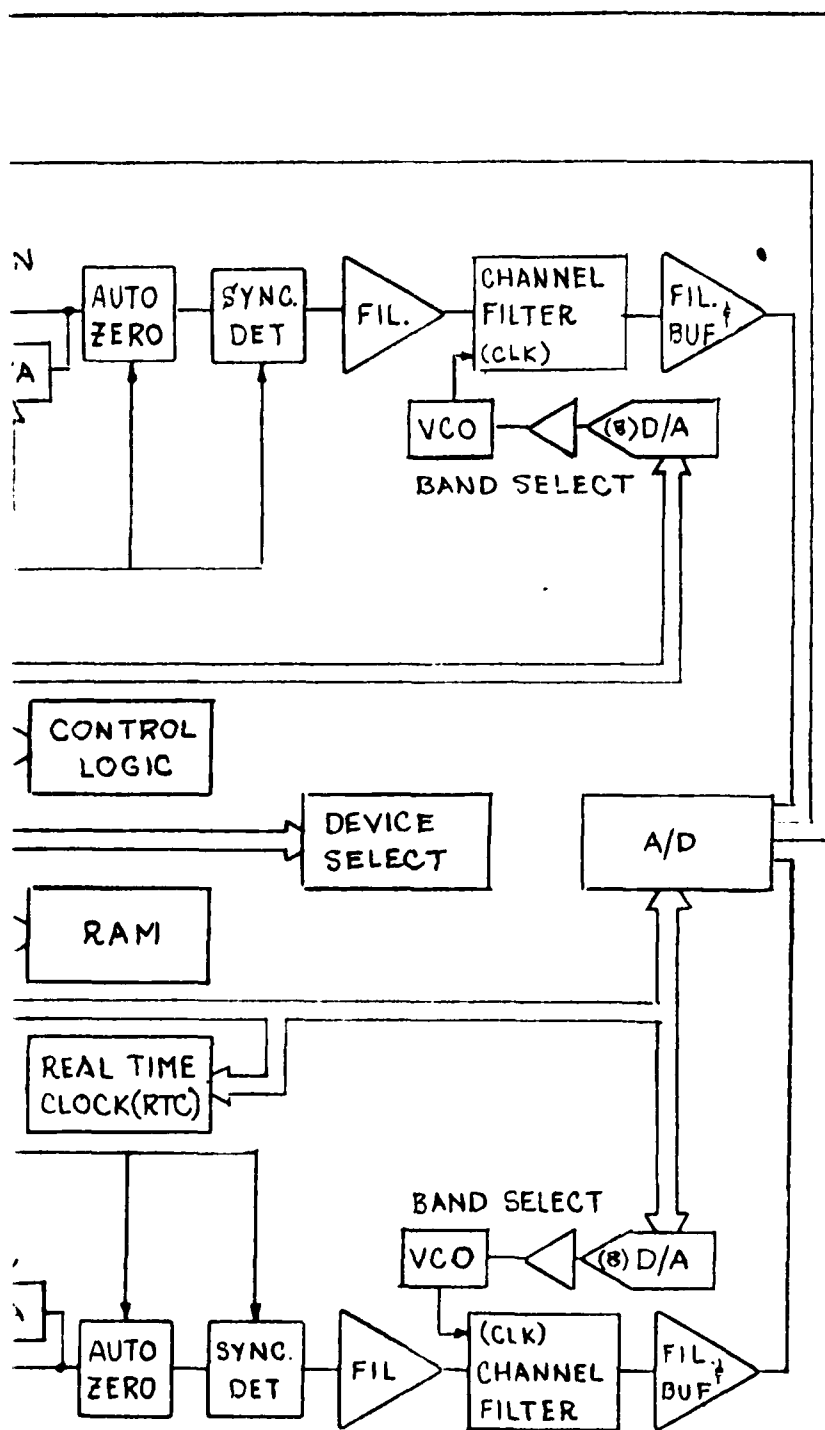 N
AUTO
ZERO
SYNC.
DET
FIL.
CHANNEL
FILTER
(CLK)
FIL. &
BUF
A
VCO
(8) D/A
BAND SELECT
CONTROL
LOGIC
DEVICE
SELECT
A/D
RAM
REAL TIME
CLOCK(RTC)
BAND SELECT
VCO
(8) D/A
AUTO
ZERO
SYNC.
DET
FIL
(CLK)
CHANNEL
FILTER
FIL. &
BUF